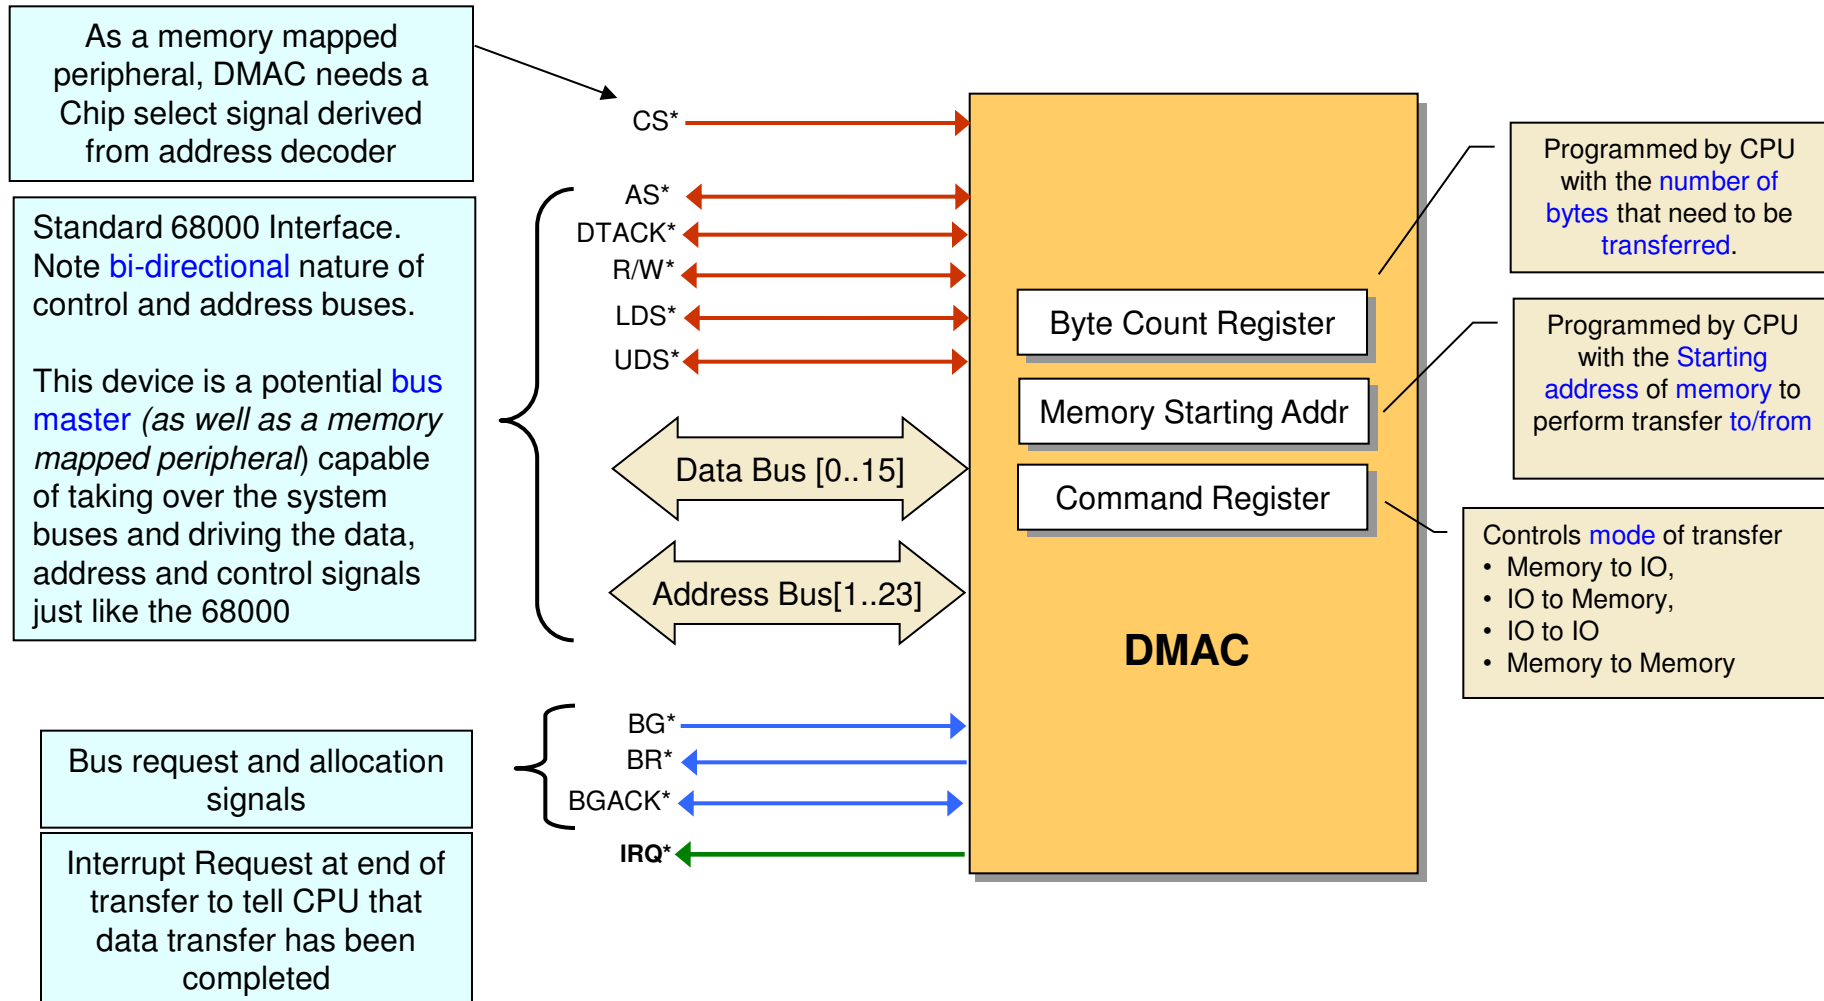 As a memory mapped
peripheral, DMAC needs a
Chip select signal derived
from address decoder
Standard 68000 Interface.
Note bi-directional nature of
control and address buses.
This device is a potential bus
master (as well as a memory
mapped peripheral) capable
of taking over the system
buses and driving the data,
address and control signals
just like the 68000
Bus request and allocation
signals
Interrupt Request at end of
transfer to tell CPU that
data transfer has been
completed
CS*
AS*
DTACK*
R/W*
LDS*
UDS*
Data Bus [0..15]
Address Bus[1..23]
BG*
BR*
BGACK*
IRQ*
Byte Count Register
Memory Starting Addr
Command Register
DMAC
Programmed by CPU
with the number of
bytes that need to be
transferred.
Programmed by CPU
with the Starting
address of memory to
perform transfer to/from
Controls mode of transfer
• Memory to IO,
• IO to Memory,
• IO to IO
• Memory to Memory